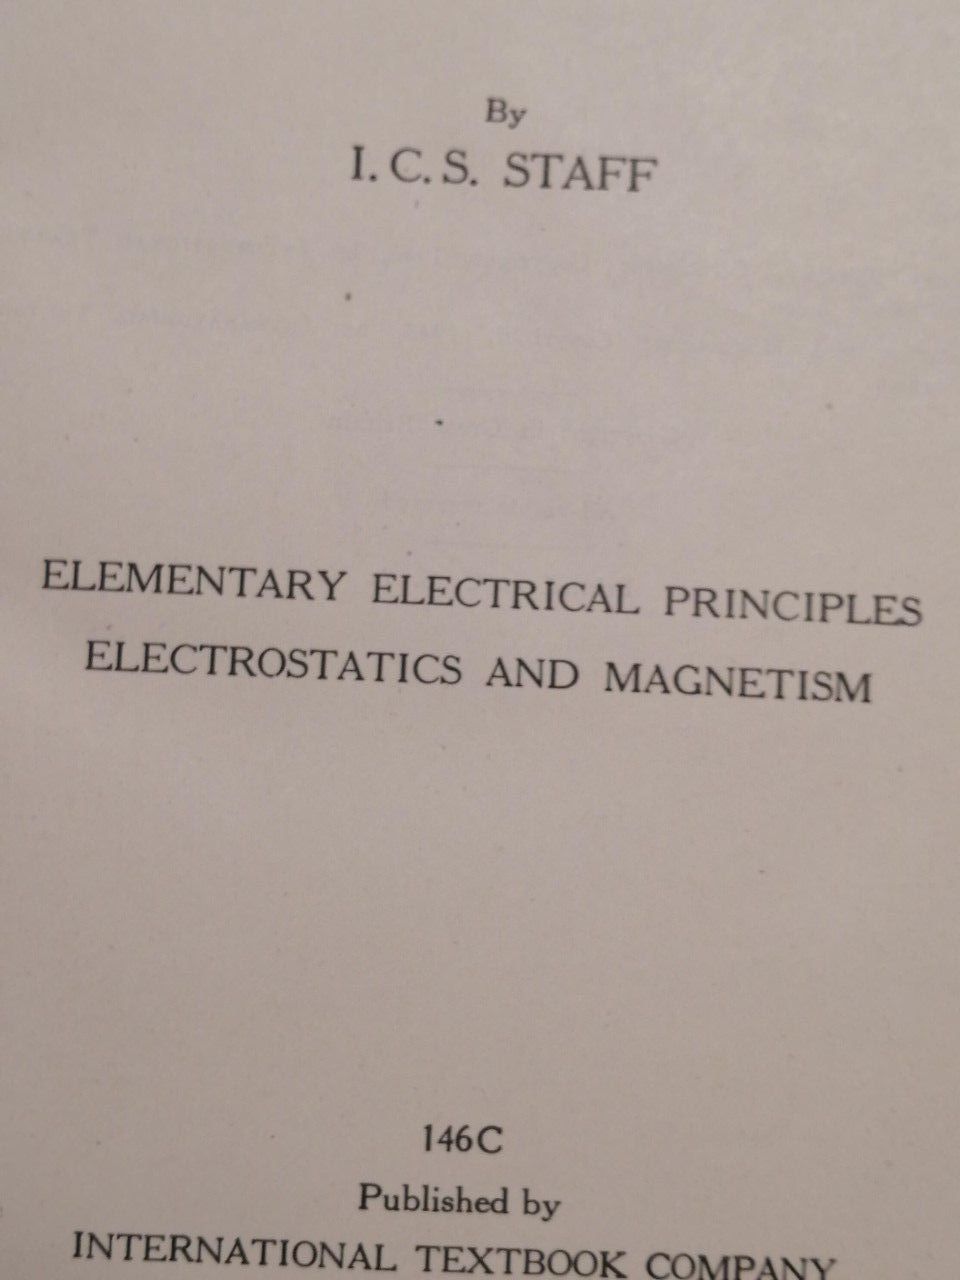 By
I. C. S. STAFF
ELEMENTARY ELECTRICAL PRINCIPLES
ELECTROSTATICS AND MAGNETISM
146C
Published by
INTERNATIONAL TEXTBOOK COMPANY